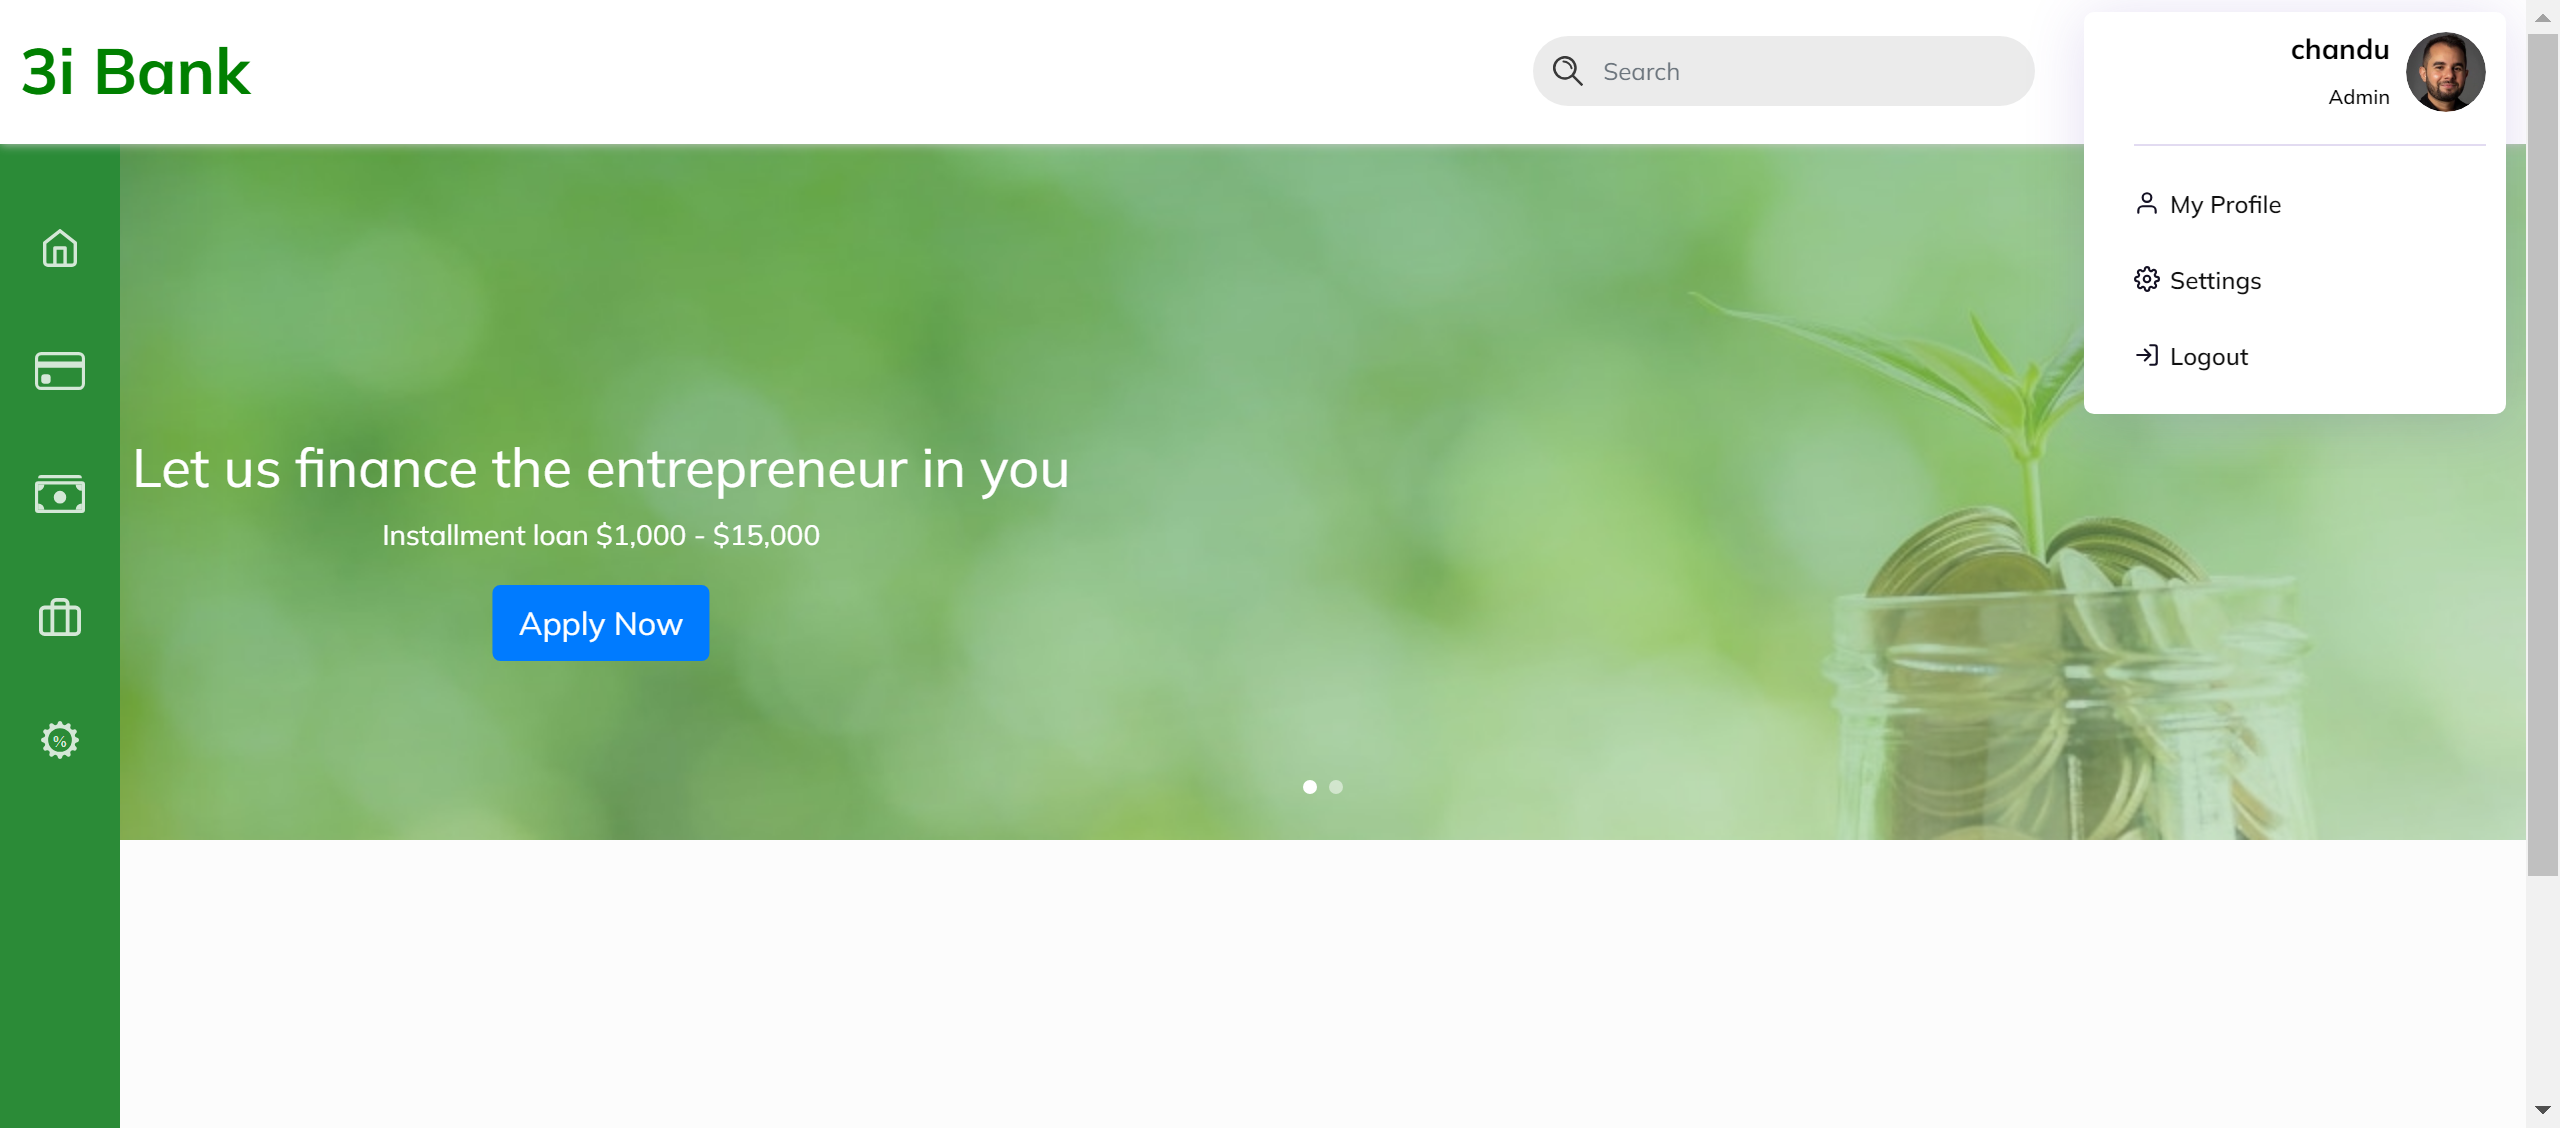 3i Bank
Search
chandu
Admin
My Profile
Settings
Logout
Let us finance the entrepreneur in you
Installment loan $1,000 - $15,000
Apply Now
%